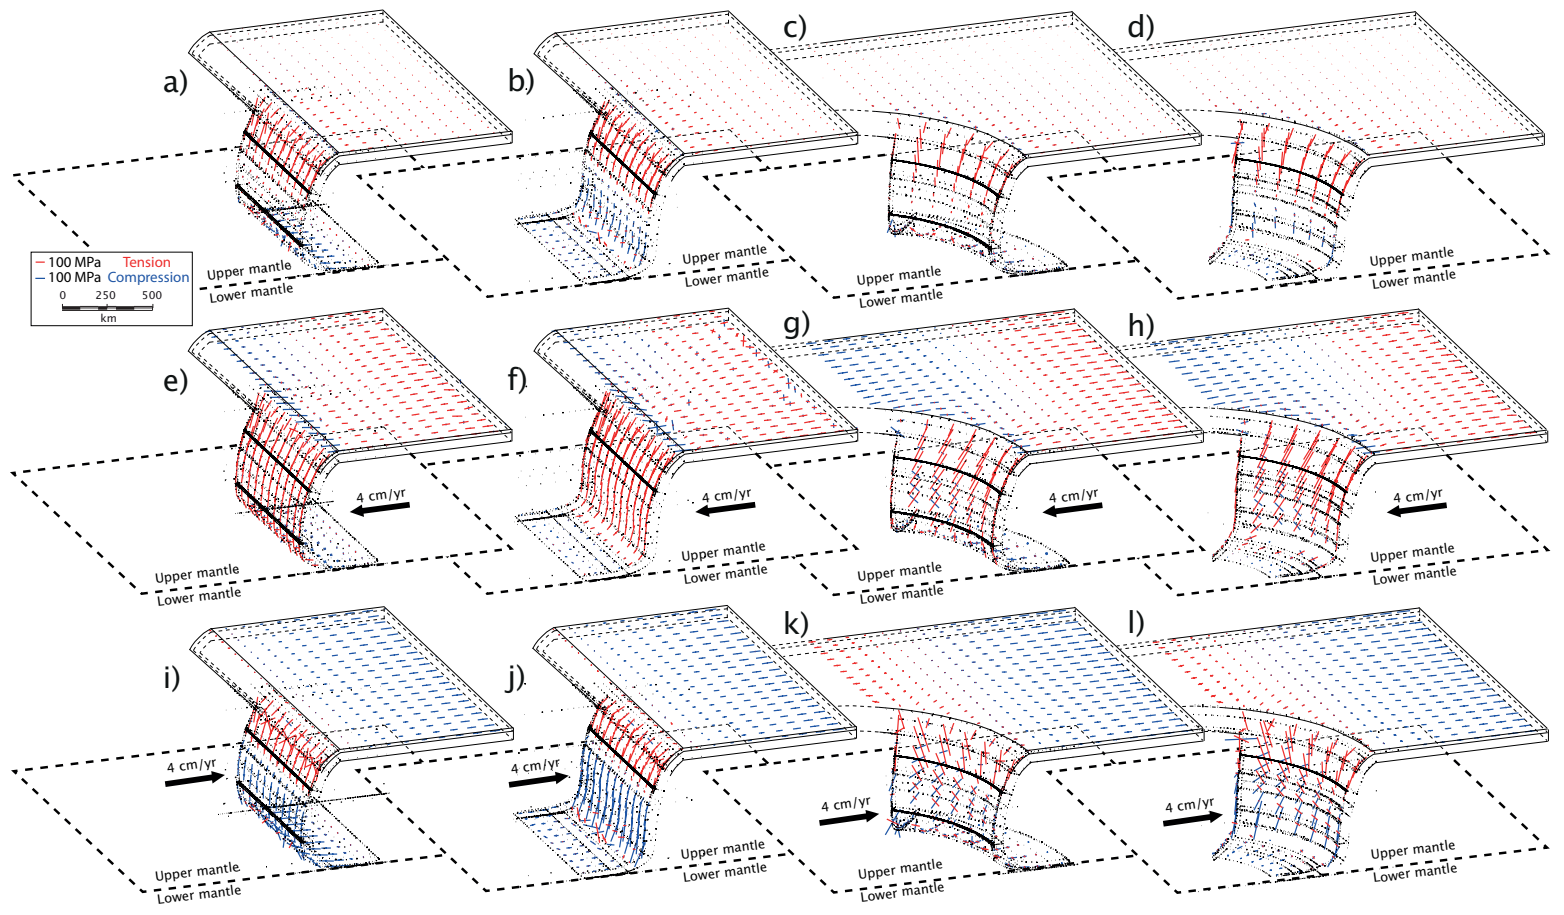 a)
b)
c)
d)
100 MPa Tension
100 MPa Compression
0 250 500
km
Upper mantle
Lower mantle
Upper mantle
Lower mantle
Upper mantle
Lower mantle
Upper mantle
Lower mantle
e)
f)
g)
h)
4 cm/yr
4 cm/yr
4 cm/yr
4 cm/yr
Upper mantle
Lower mantle
Upper mantle
Lower mantle
Upper mantle
Lower mantle
Upper mantle
Lower mantle
i)
j)
k)
l)
4 cm/yr
4 cm/yr
4 cm/yr
4 cm/yr
Upper mantle
Lower mantle
Upper mantle
Lower mantle
Upper mantle
Lower mantle
Upper mantle
Lower mantle